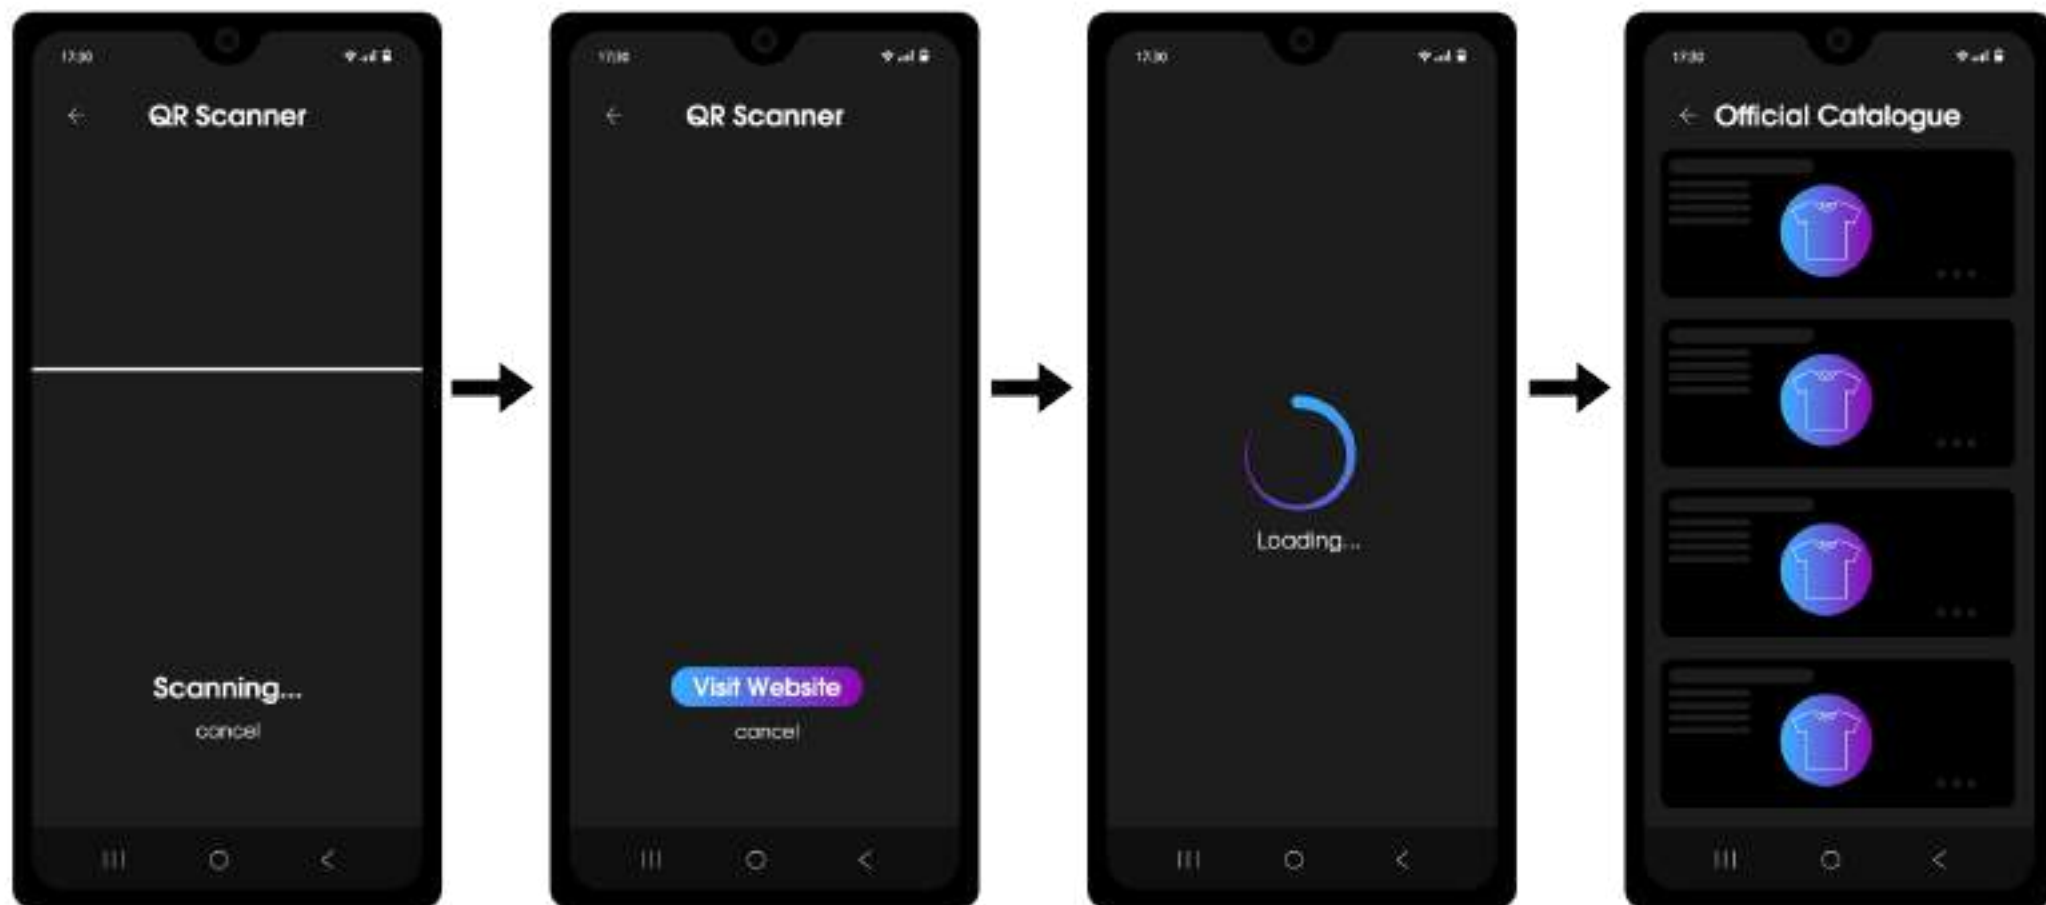 17:30
QR Scanner
Scanning...
cancel
17:30
QR Scanner
Visit Website
cancel
17:30
Loading...
17:30
Official Catalogue